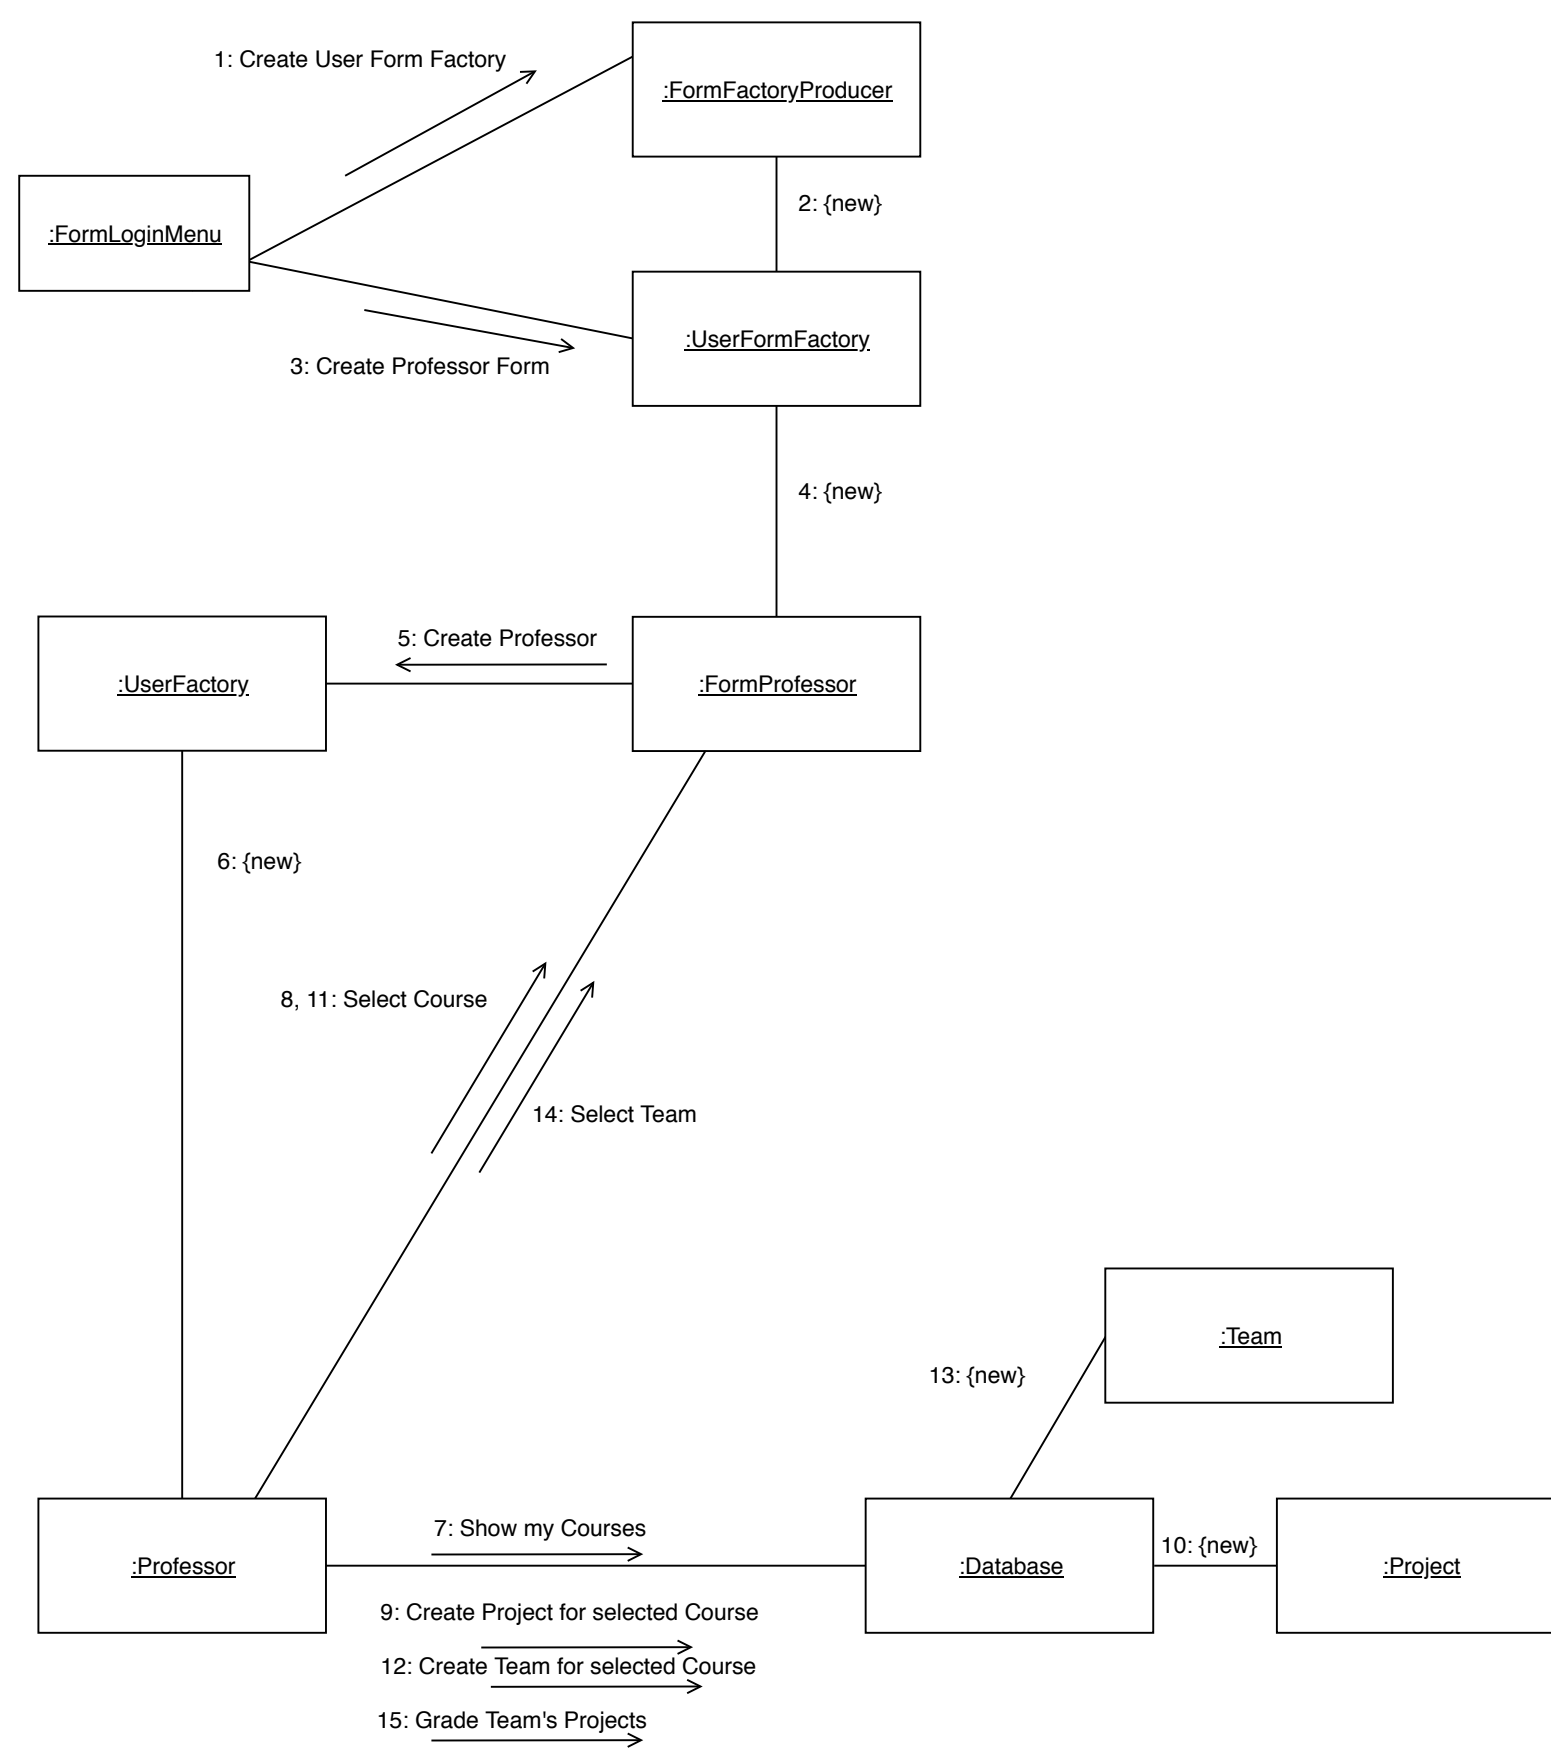 1: Create User Form Factory
:FormFactoryProducer
2: {new}
:FormLoginMenu
:UserFormFactory
3: Create Professor Form
4: {new}
5: Create Professor
:UserFactory
:FormProfessor
6: {new}
8, 11: Select Course
14: Select Team
:Team
13: {new}
7: Show my Courses
10: {new}
:Professor
:Database
:Project
9: Create Project for selected Course
12: Create Team for selected Course
15: Grade Team's Projects